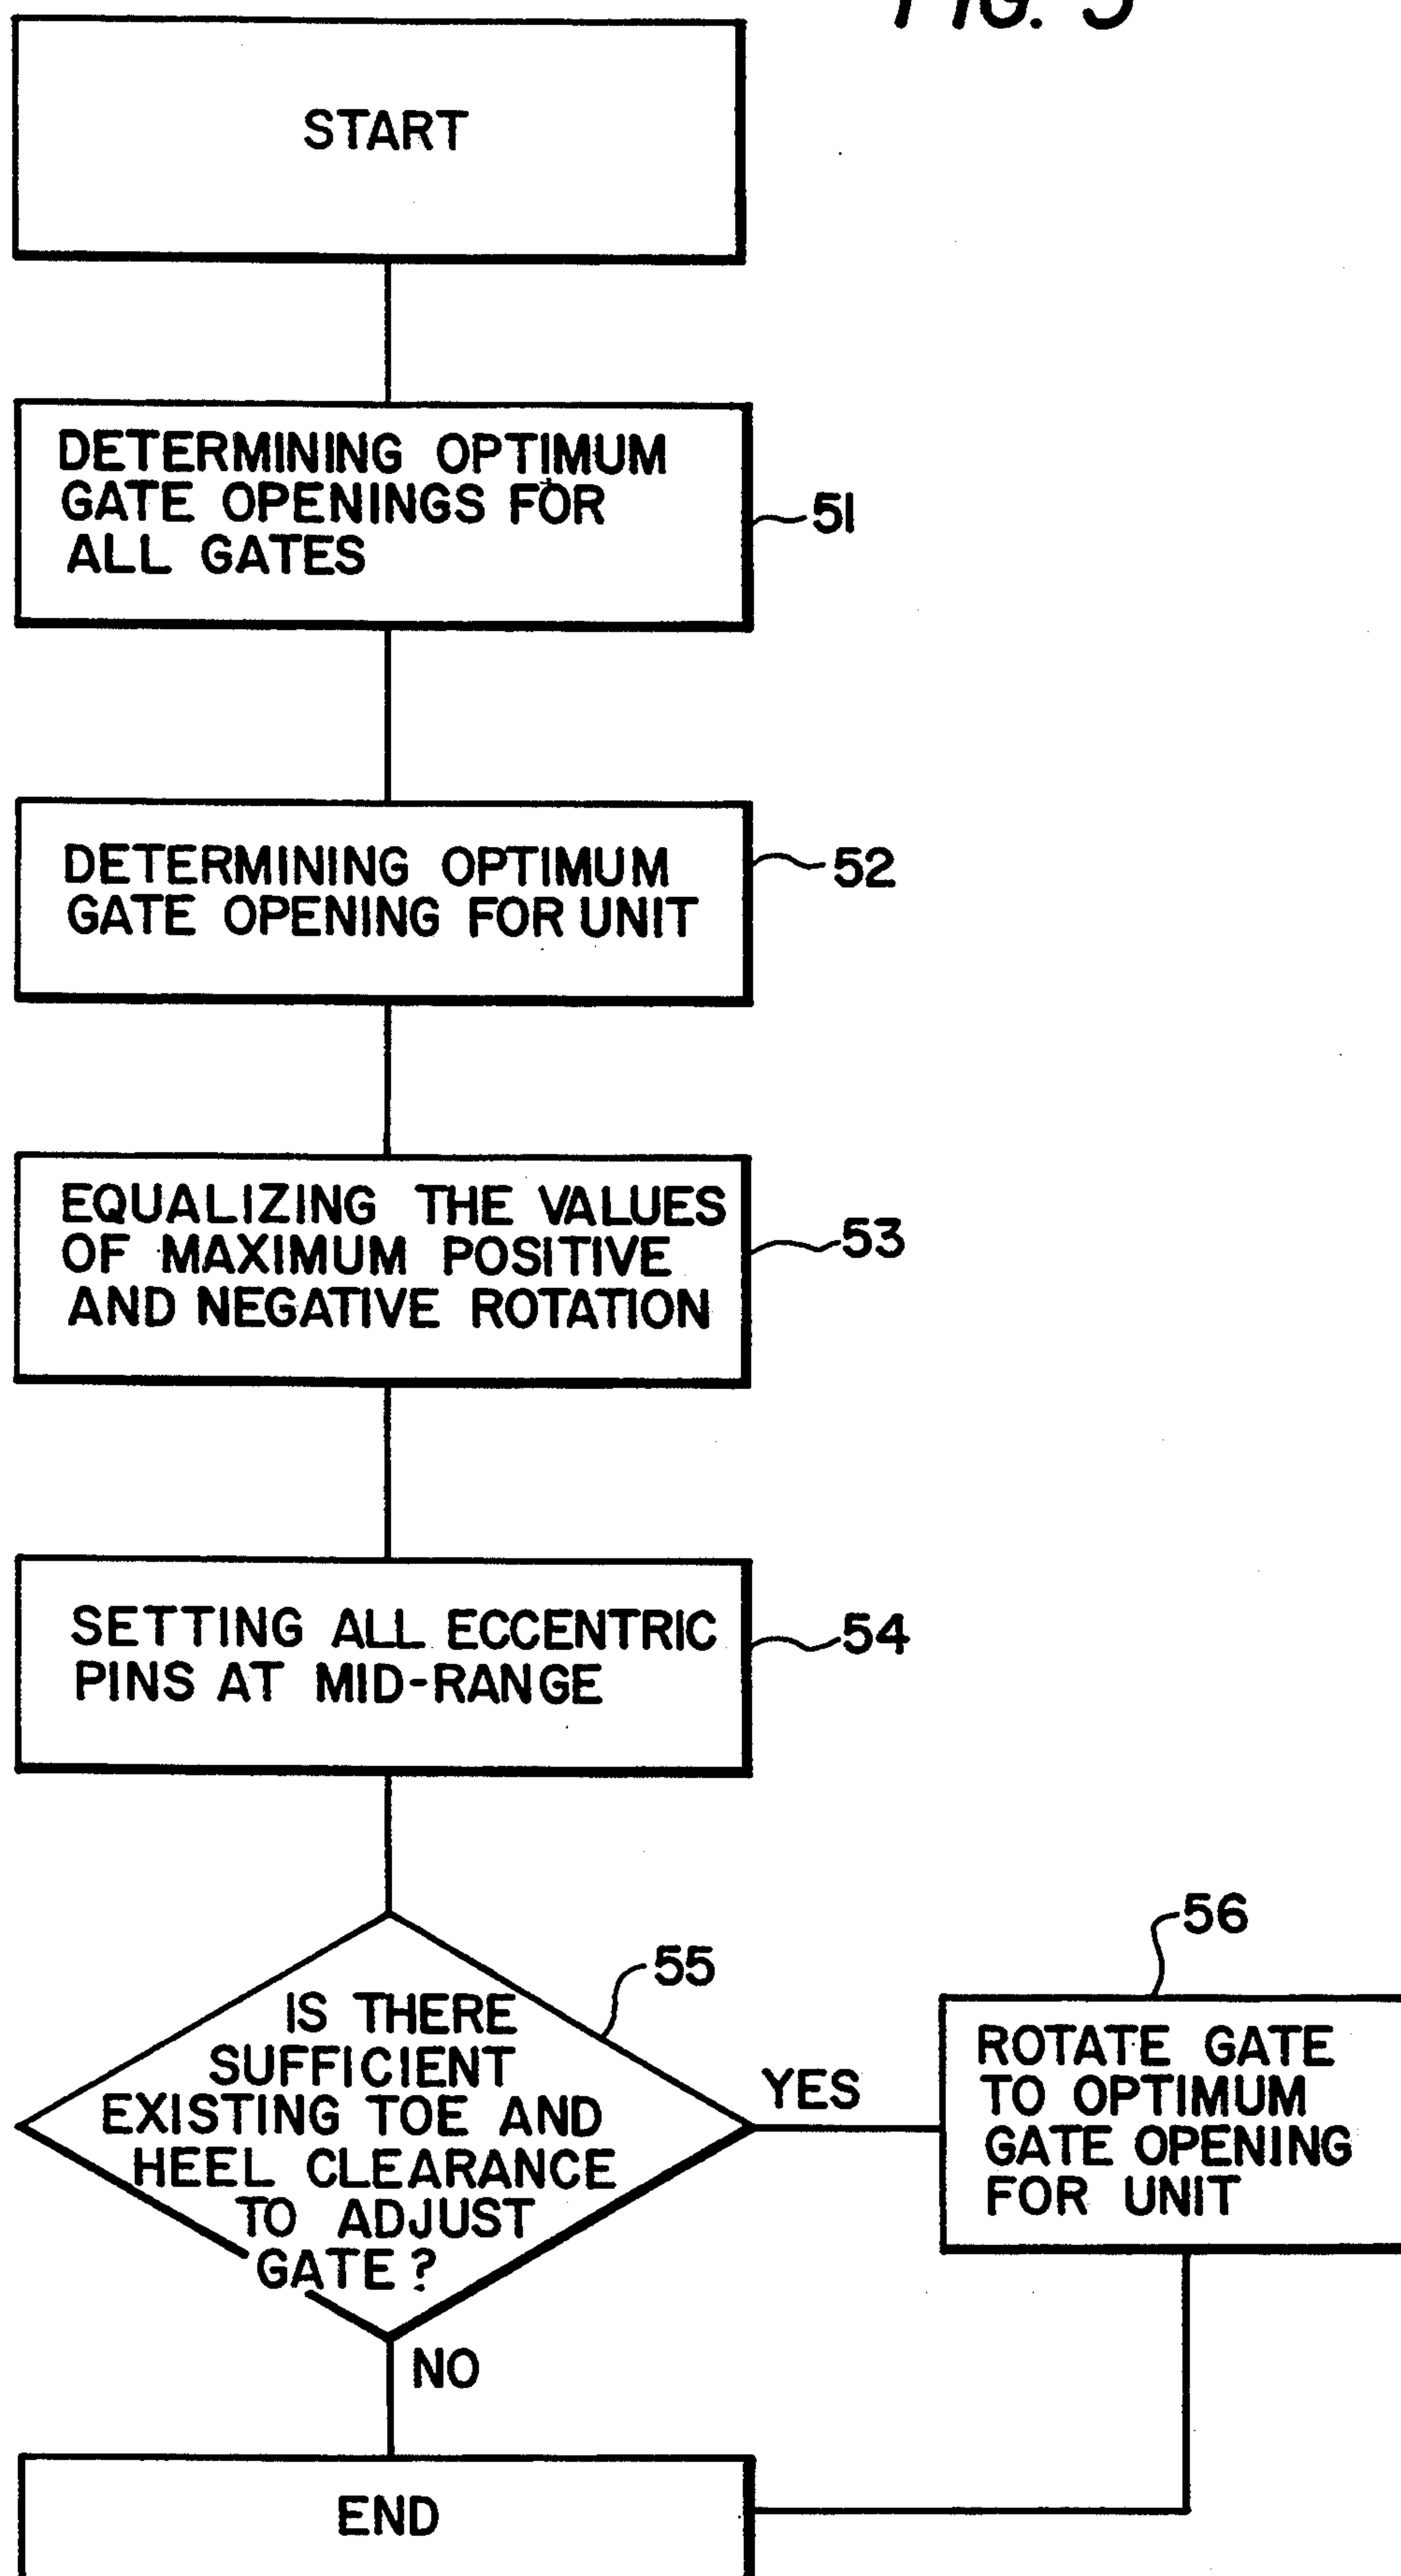 FIG. 5
START
DETERMINING OPTIMUM
GATE OPENINGS FOR
ALL GATES
51
DETERMINING OPTIMUM
GATE OPENING FOR UNIT
52
EQUALIZING THE VALUES
OF MAXIMUM POSITIVE
AND NEGATIVE ROTATION
53
SETTING ALL ECCENTRIC
PINS AT MID-RANGE
54
IS THERE
SUFFICIENT
EXISTING TOE AND
HEEL CLEARANCE
TO ADJUST
GATE?
55
YES
56
ROTATE GATE
TO OPTIMUM
GATE OPENING
FOR UNIT
NO
END